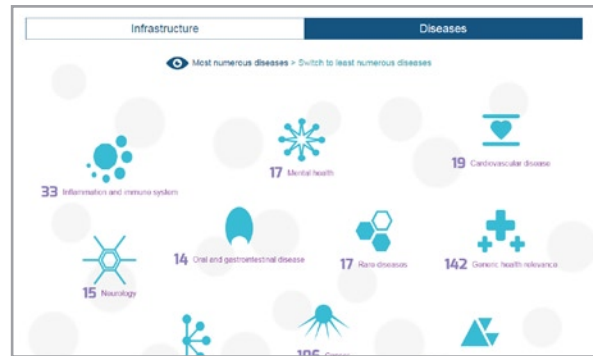 Infrastructure
Diseases
Most numerous diseases > Switch to least numerous diseases
33 Inflammation and immune system
17 Mental health
19 Cardiovascular disease
15 Neurology
14 Oral and gastrointestinal disease
17 Rare diseases
142 Generic health relevance